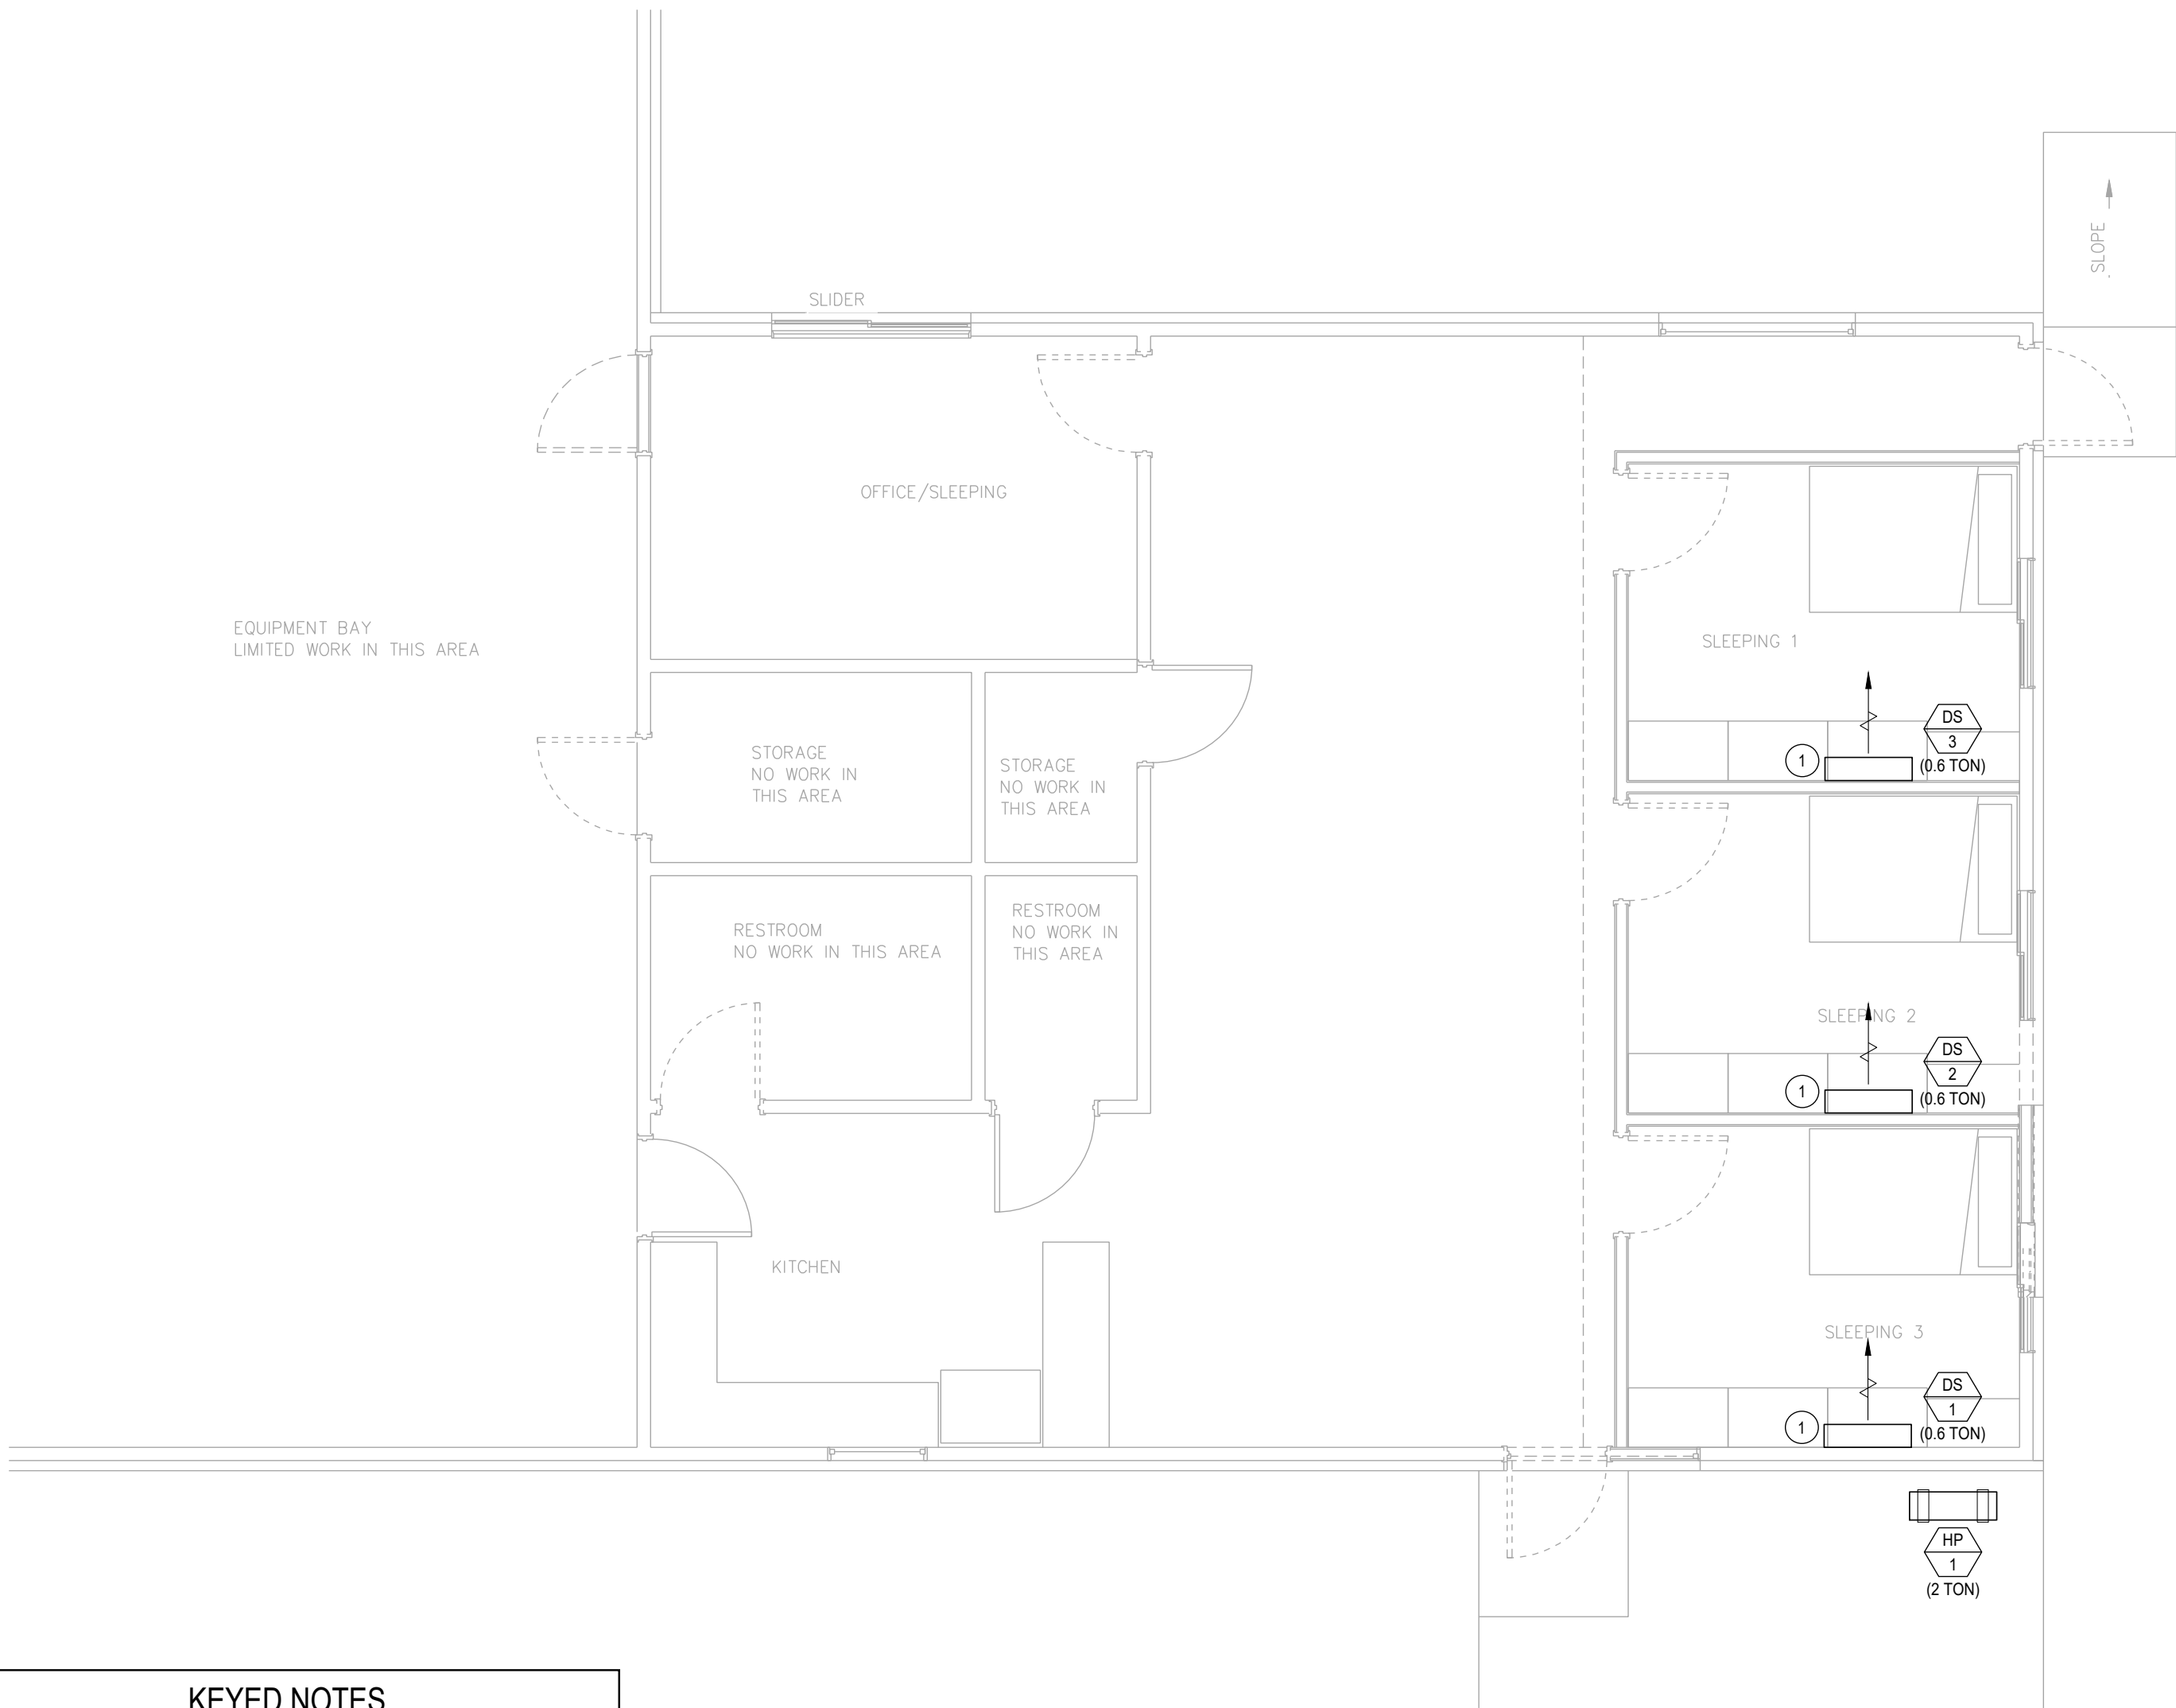 SLOPE
SLIDER
OFFICE/SLEEPING
EQUIPMENT BAY
LIMITED WORK IN THIS AREA
SLEEPING 1
DS
3
(0.6 TON)
1
STORAGE
NO WORK IN
THIS AREA
STORAGE
NO WORK IN
THIS AREA
RESTROOM
NO WORK IN THIS AREA
RESTROOM
NO WORK IN
THIS AREA
SLEEPING 2
DS
2
(0.6 TON)
1
KITCHEN
SLEEPING 3
DS
1
(0.6 TON)
1
HP
1
(2 TON)
KEYED NOTES